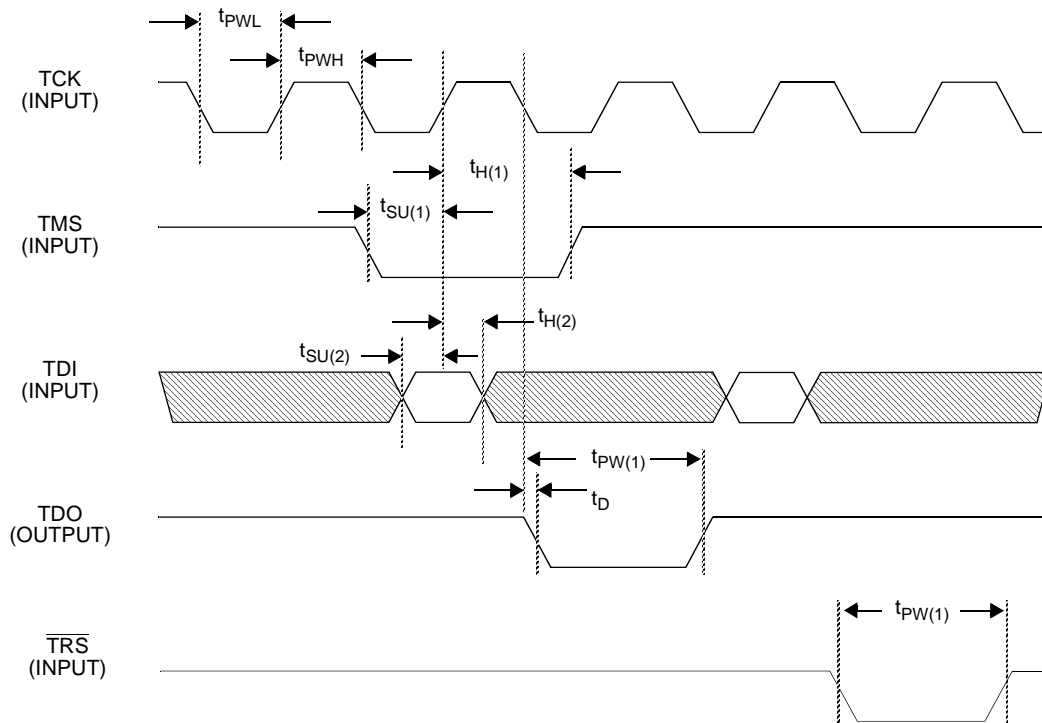 tPWL
tPWH
TCK
(INPUT)
tH(1)
tSU(1)
TMS
(INPUT)
tH(2)
tSU(2)
TDI
(INPUT)
tPW(1)
tD
TDO
(OUTPUT)
tPW(1)
T̅R̅S̅
(INPUT)